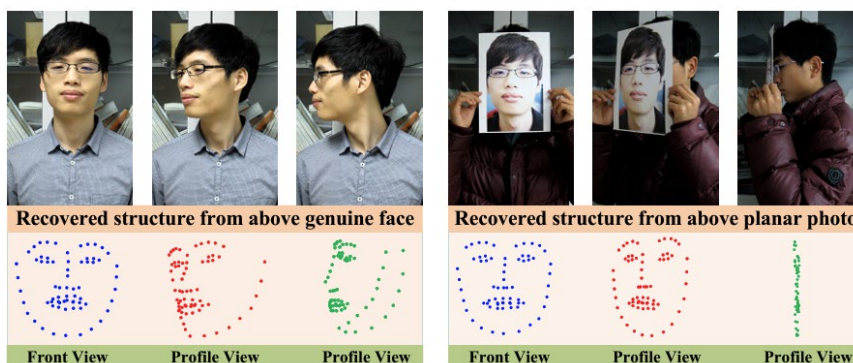 Recovered structure from above genuine face
Recovered structure from above planar photo
Front View
Profile View
Profile View
Front View
Profile View
Profile View